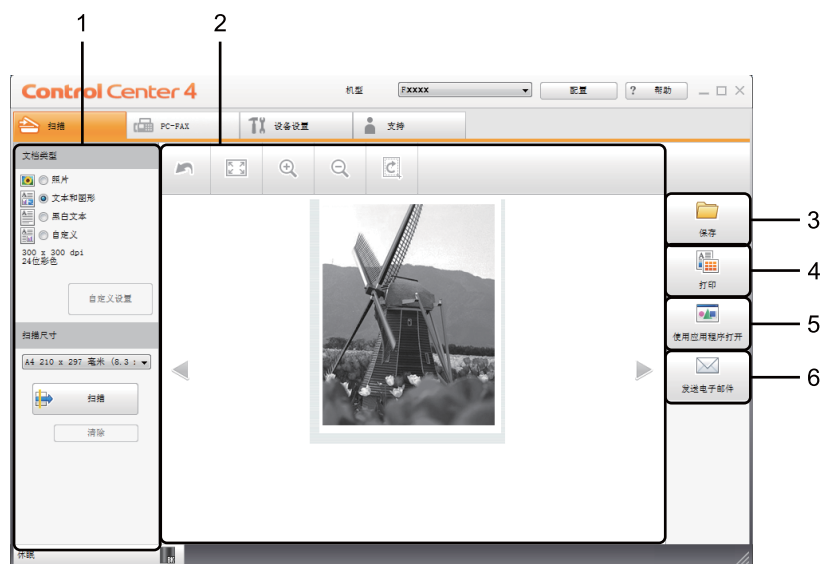 1
2
Control Center 4
机型
Fxxxx
配置
? 帮助
扫描
PC-FAX
设备设置
支持
文档类型
照片
文本和图形
黑白文本
自定义
300 x 300 dpi
24位彩色
自定义设置
扫描尺寸
A4 210 x 297 毫米 (8.3 :
扫描
清除
保存
3
打印
4
使用应用程序打开
5
发送电子邮件
6
休眠
BK